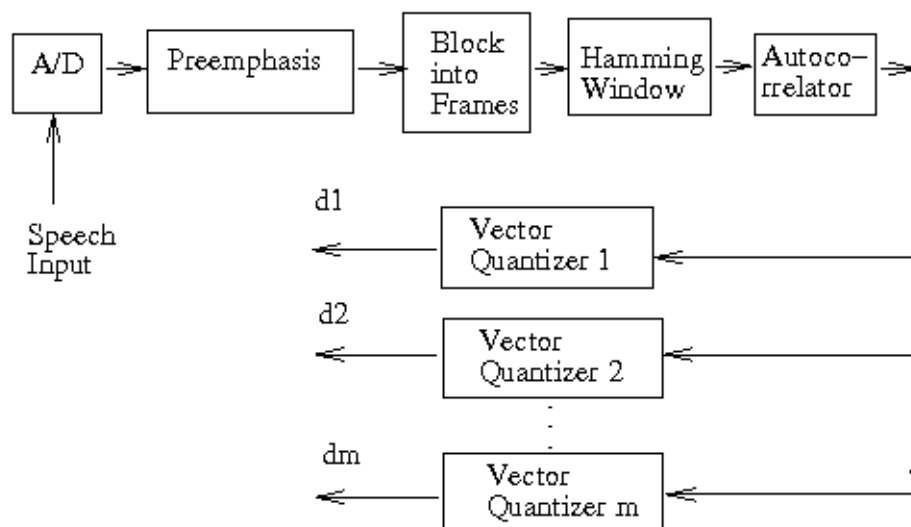 A/D
Preemphasis
Block
into
Frames
Hamming
Window
Autoco-
rrelator
Speech
Input
d1
Vector
Quantizer 1
d2
Vector
Quantizer 2
dm
Vector
Quantizer m